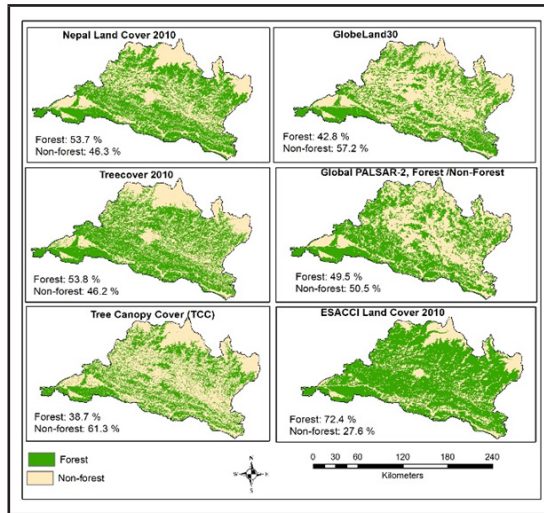 Nepal Land Cover 2010
Forest: 53.7 %
Non-forest: 46.3 %
GlobeLand30
Forest: 42.8 %
Non-forest: 57.2 %
Treecover 2010
Forest: 53.8 %
Non-forest: 46.2 %
Global PALSAR-2, Forest /Non-Forest
Forest: 49.5 %
Non-forest: 50.5 %
Tree Canopy Cover (TCC)
Forest: 38.7 %
Non-forest: 61.3 %
ESACCI Land Cover 2010
Forest: 72.4 %
Non-forest: 27.6 %
Forest
Non-forest
N
W E
S
0 15 30 60 120 180 240
Kilometers